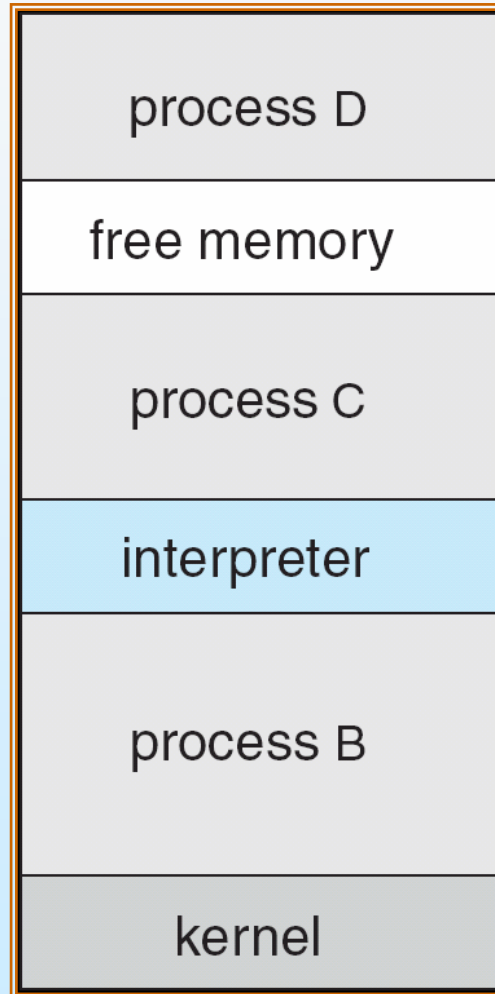 process D
free memory
process C
interpreter
process B
kernel